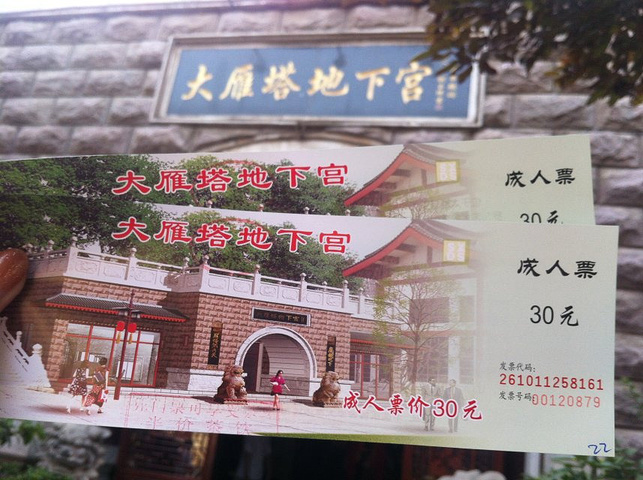 大雁塔地下宫
大雁塔地下宫
成人票
30元
大雁塔地下宫
成人票
30元
发票代码:
261011258161
发票号码:
00120879
成人票价30元
22